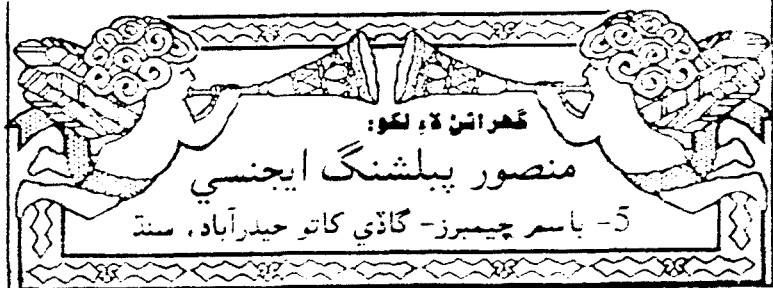 گهرائڻ لاءِ لکو:
منصور پبلشنگ ايجنسي
5- باسم چيمبرز- گاڏي کاتو حيدرآباد، سنڌ